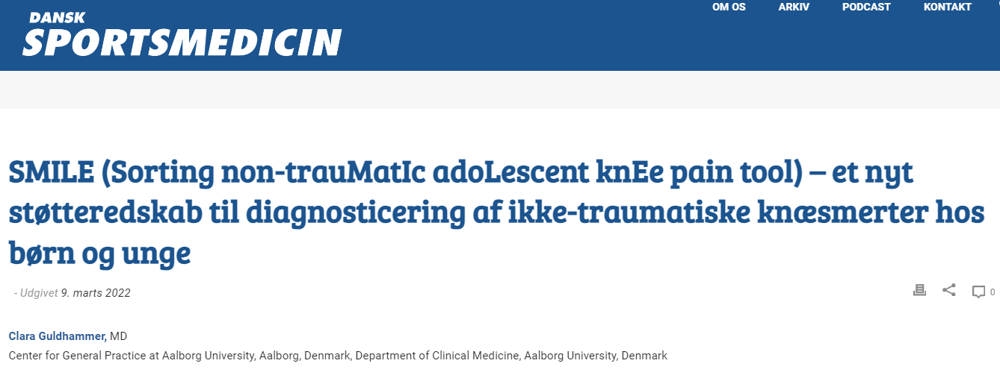 DANSK
SPORTSMEDICIN
OM OS ARKIV PODCAST KONTAKT
SMILE (Sorting non-trauMatIc adoLescent knEe pain tool) – et nyt
støtteredskab til diagnosticering af ikke-traumatiske knæsmerter hos
børn og unge
- Udgivet 9. marts 2022
0
Clara Guldhammer, MD
Center for General Practice at Aalborg University, Aalborg, Denmark, Department of Clinical Medicine, Aalborg University, Denmark